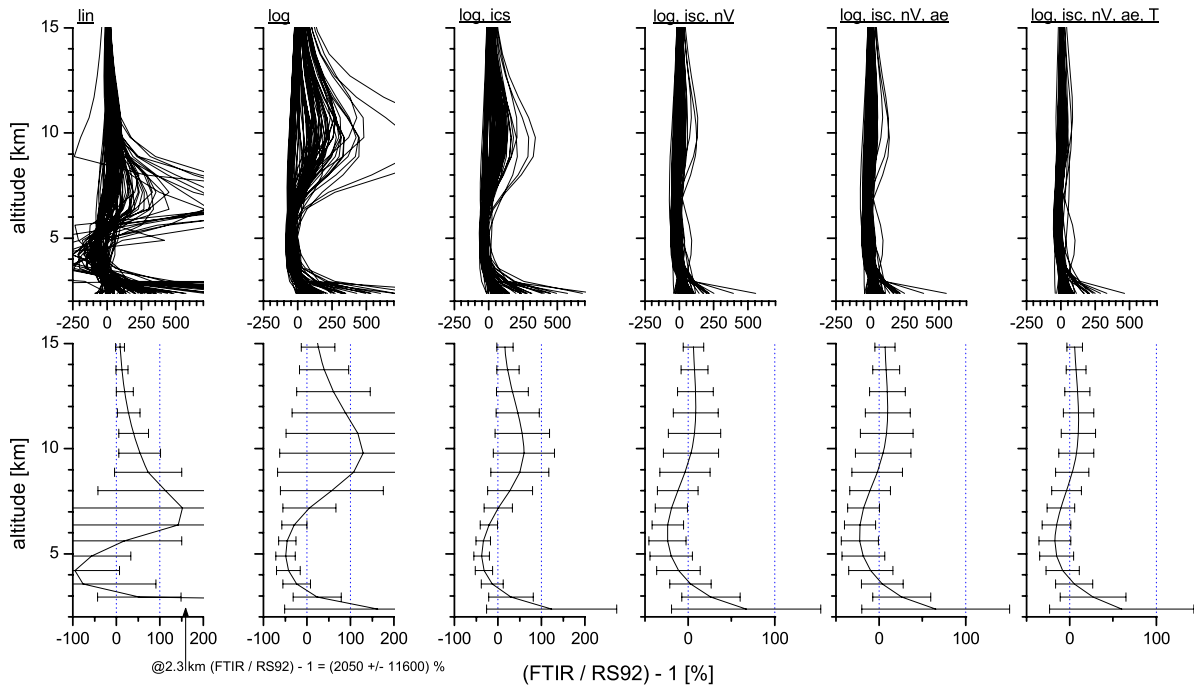 lin log log, ics log, isc, nV log, isc, nV, ae log, isc, nV, ae, T
15
10
5
altitude [km]
-250 0 250 500 -250 0 250 500 -250 0 250 500 -250 0 250 500 -250 0 250 500 -250 0 250 500
15
10
5
altitude [km]
-100 0 100 200 0 100 200 0 100 200 0 100 0 100 0 100
@2.3 km (FTIR / RS92) - 1 = (2050 +/- 11600) %
(FTIR / RS92) - 1 [%]